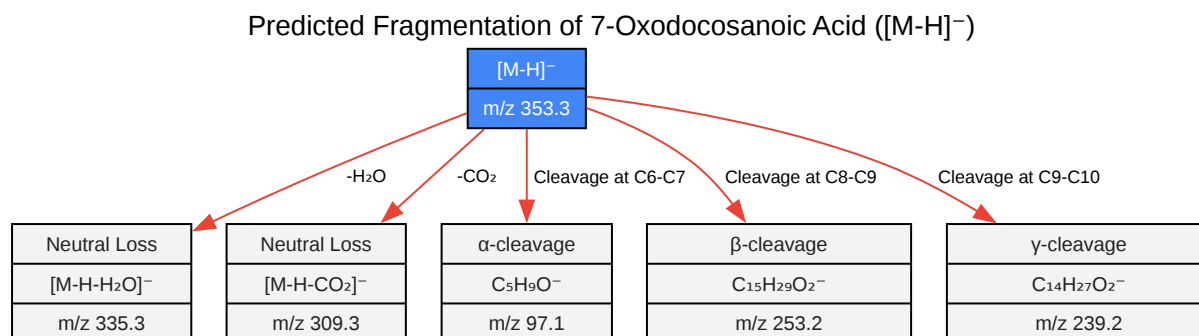 Predicted Fragmentation of 7-Oxodocosanoic Acid ([M-H]⁻)
[M-H]⁻
m/z 353.3
-H₂O
-CO₂
Cleavage at C6-C7
Cleavage at C8-C9
Cleavage at C9-C10
Neutral Loss
[M-H-H₂O]⁻
m/z 335.3
Neutral Loss
[M-H-CO₂]⁻
m/z 309.3
α-cleavage
C₅H₉O⁻
m/z 97.1
β-cleavage
C₁₅H₂₉O₂⁻
m/z 253.2
γ-cleavage
C₁₄H₂₇O₂⁻
m/z 239.2